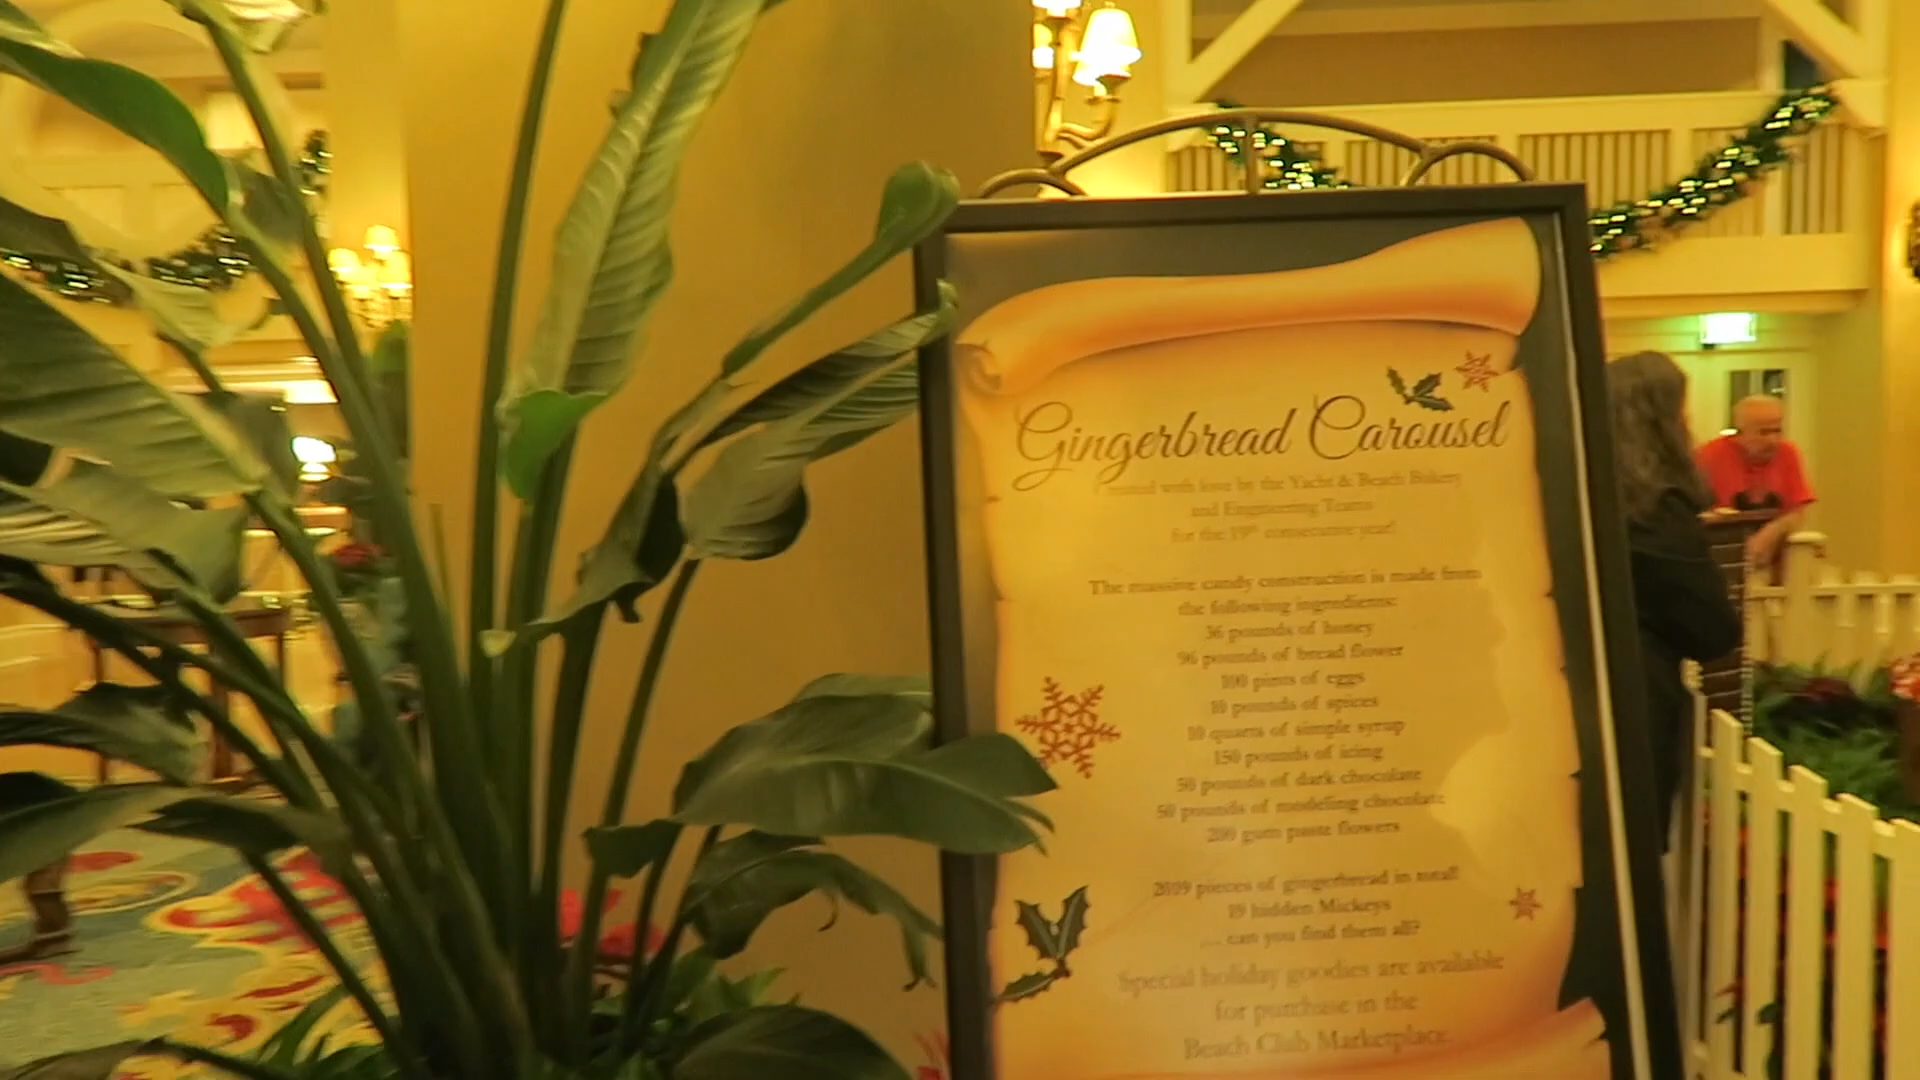 Gingerbread Carousel
Created with love by the Yacht & Beach Bakery
and Engineering Teams
for the 19th consecutive year!
The massive candy construction is made from
the following ingredients:
36 pounds of honey
96 pounds of bread flower
100 pints of eggs
10 pounds of spices
10 quarts of simple syrup
150 pounds of icing
50 pounds of dark chocolate
50 pounds of modeling chocolate
200 gum paste flowers
2019 pieces of gingerbread in total!
19 hidden Mickeys
... can you find them all?
Special holiday goodies are available
for purchase in the
Beach Club Marketplace.